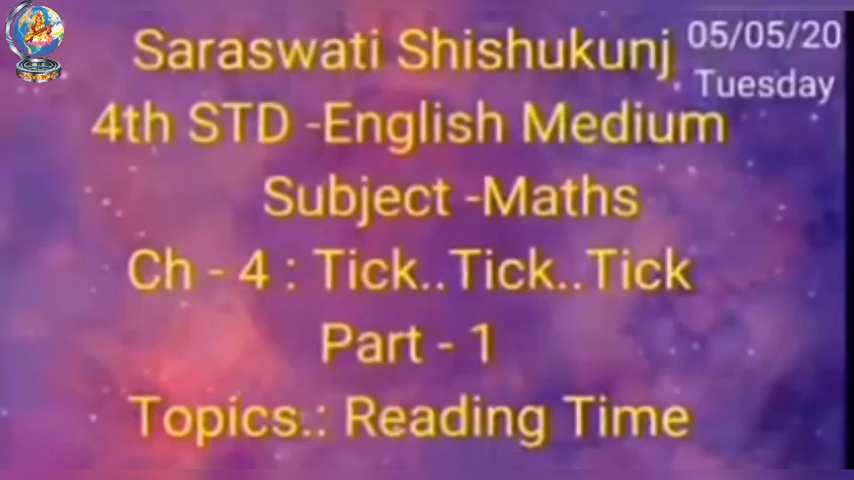 Saraswati Shishukunj
05/05/20
Tuesday
4th STD -English Medium
Subject -Maths
Ch - 4 : Tick..Tick..Tick
Part - 1
Topics.: Reading Time